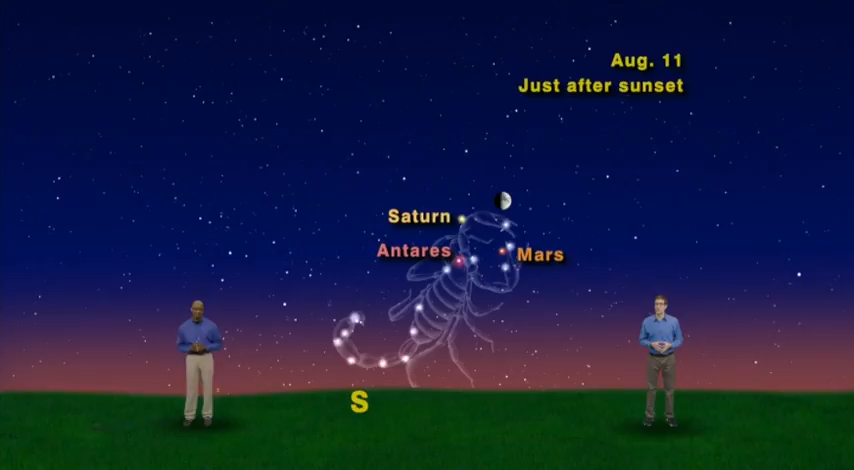 Aug. 11
Just after sunset
Saturn
Antares
Mars
S